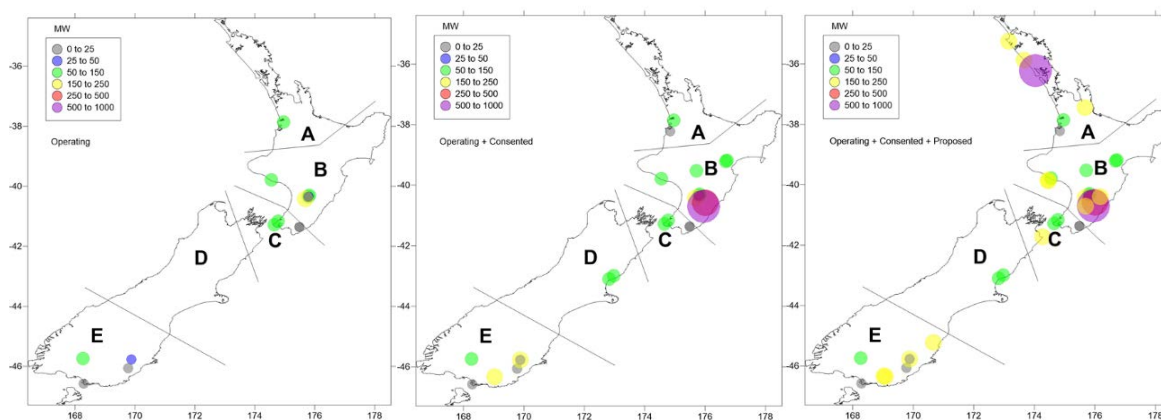 MW
0 to 25
25 to 50
50 to 150
150 to 250
250 to 500
500 to 1000
Operating
A
B
C
D
E
-36
-38
-40
-42
-44
-46
168
170
172
174
176
178
MW
0 to 25
25 to 50
50 to 150
150 to 250
250 to 500
500 to 1000
Operating + Consented
A
B
C
D
E
-36
-38
-40
-42
-44
-46
168
170
172
174
176
178
MW
0 to 25
25 to 50
50 to 150
150 to 250
250 to 500
500 to 1000
Operating + Consented + Proposed
A
B
C
D
E
-36
-38
-40
-42
-44
-46
168
170
172
174
176
178